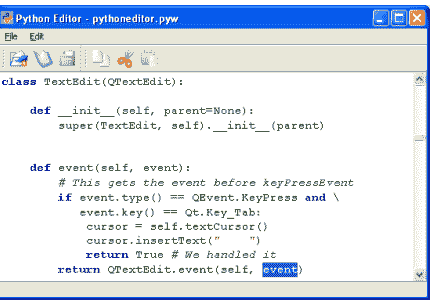 Python Editor - pythoneditor.pyw
File Edit
class TextEdit(QTextEdit):
def __init__(self, parent=None):
super(TextEdit, self).__init__(parent)
def event(self, event):
# This gets the event before keyPressEvent
if event.type() == QEvent.KeyPress and \
event.key() == Qt.Key_Tab:
cursor = self.textCursor()
cursor.insertText("    ")
return True # We handled it
return QTextEdit.event(self, event)